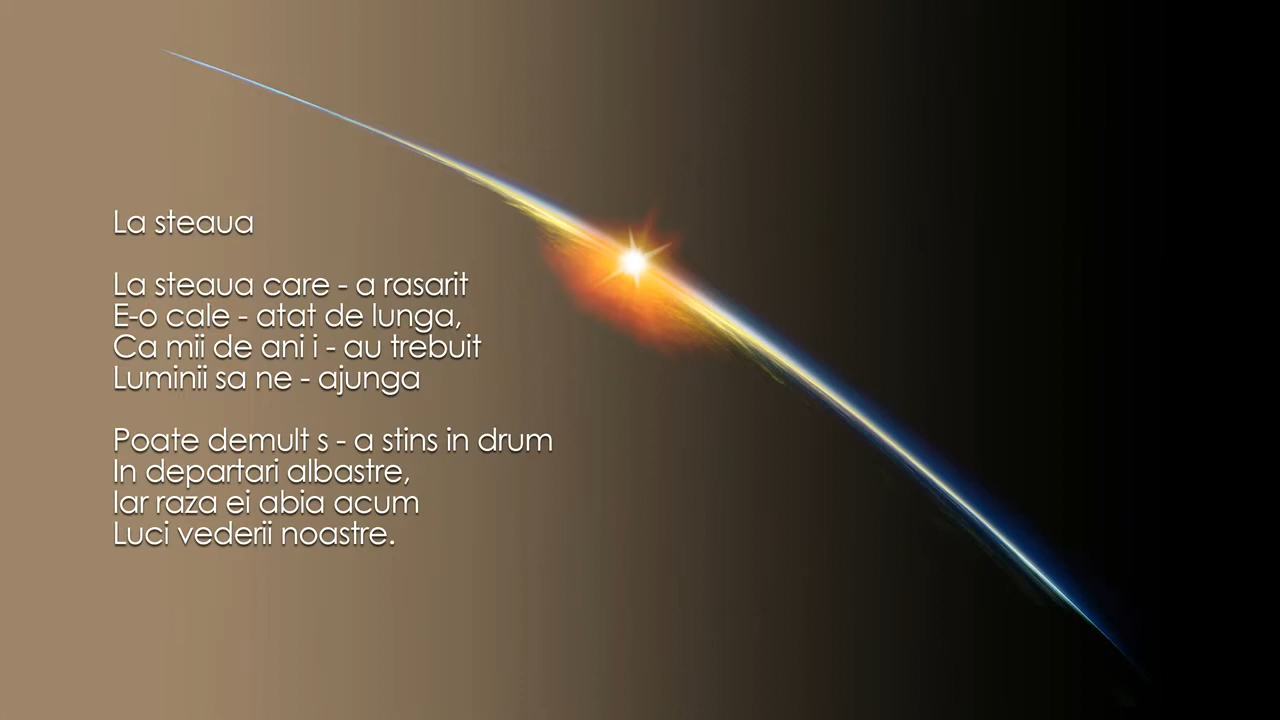 La steaua
La steaua care - a rasarit
E-o cale - atat de lunga,
Ca mii de ani i - au trebuit
Luminii sa ne - ajunga
Poate demult s - a stins in drum
In departari albastre,
Iar raza ei abia acum
Luci vederii noastre.